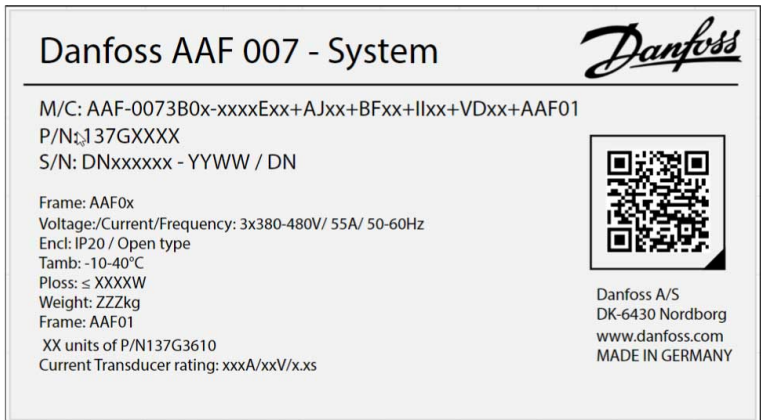 Danfoss AAF 007 - System
Danfoss
M/C: AAF-0073B0x-xxxxExx+AJxx+BFxx+IIxx+VDxx+AAF01
P/N: 137GXXXX
S/N: DNxxxxxx - YYWW / DN
Frame: AAF0x
Voltage:/Current/Frequency: 3x380-480V/ 55A/ 50-60Hz
Encl: IP20 / Open type
Tamb: -10-40°C
Ploss: ≤ XXXXW
Weight: ZZZkg
Frame: AAF01
XX units of P/N137G3610
Current Transducer rating: xxxA/xxV/x.xs
Danfoss A/S
DK-6430 Nordborg
www.danfoss.com
MADE IN GERMANY